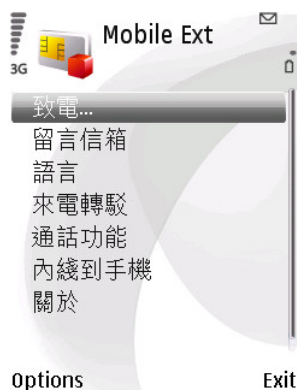 Mobile Ext
3G
致電...
留言信箱
語言
來電轉駁
通話功能
內綫到手機
關於
Options
Exit